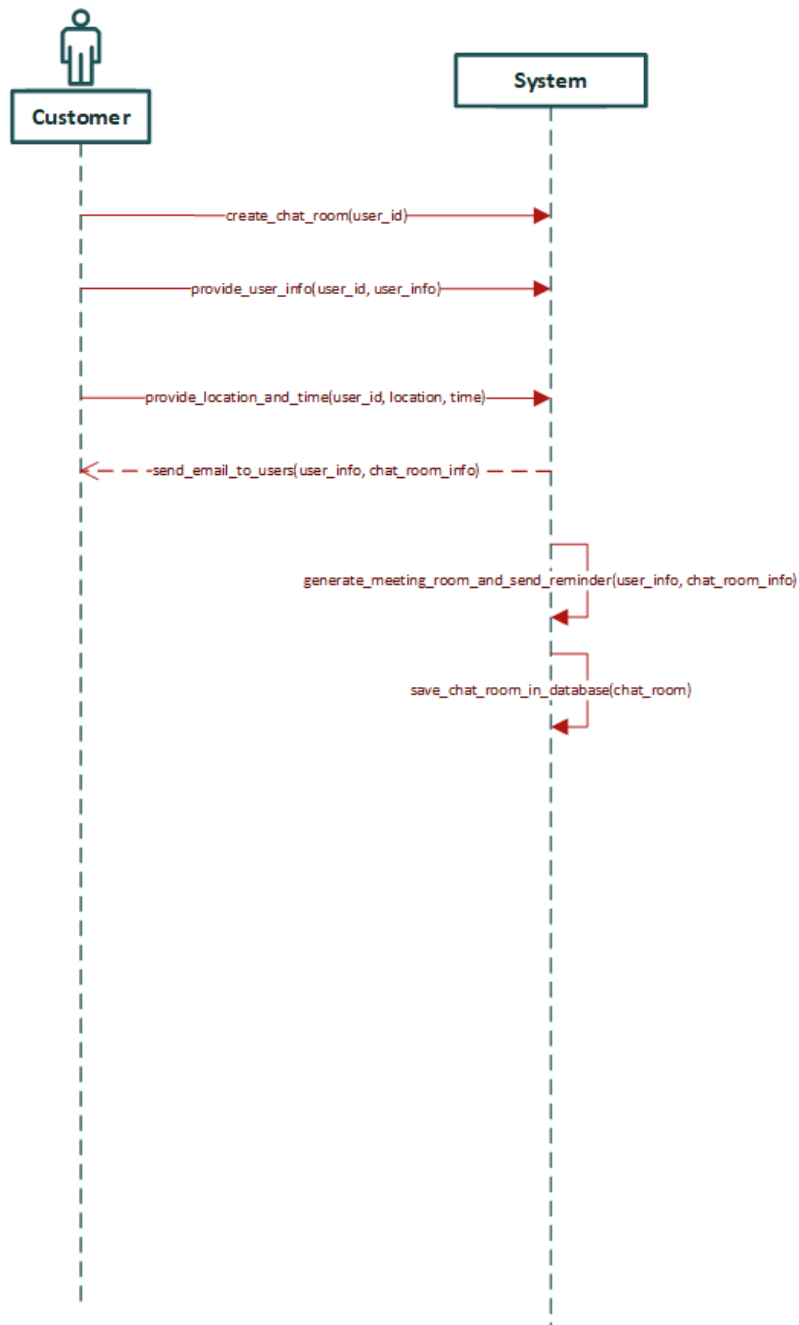 System
Customer
create_chat_room(user_id)
provide_user_info(user_id, user_info)
provide_location_and_time(user_id, location, time)
send_email_to_users(user_info, chat_room_info)
generate_meeting_room_and_send_reminder(user_info, chat_room_info)
save_chat_room_in_database(chat_room)